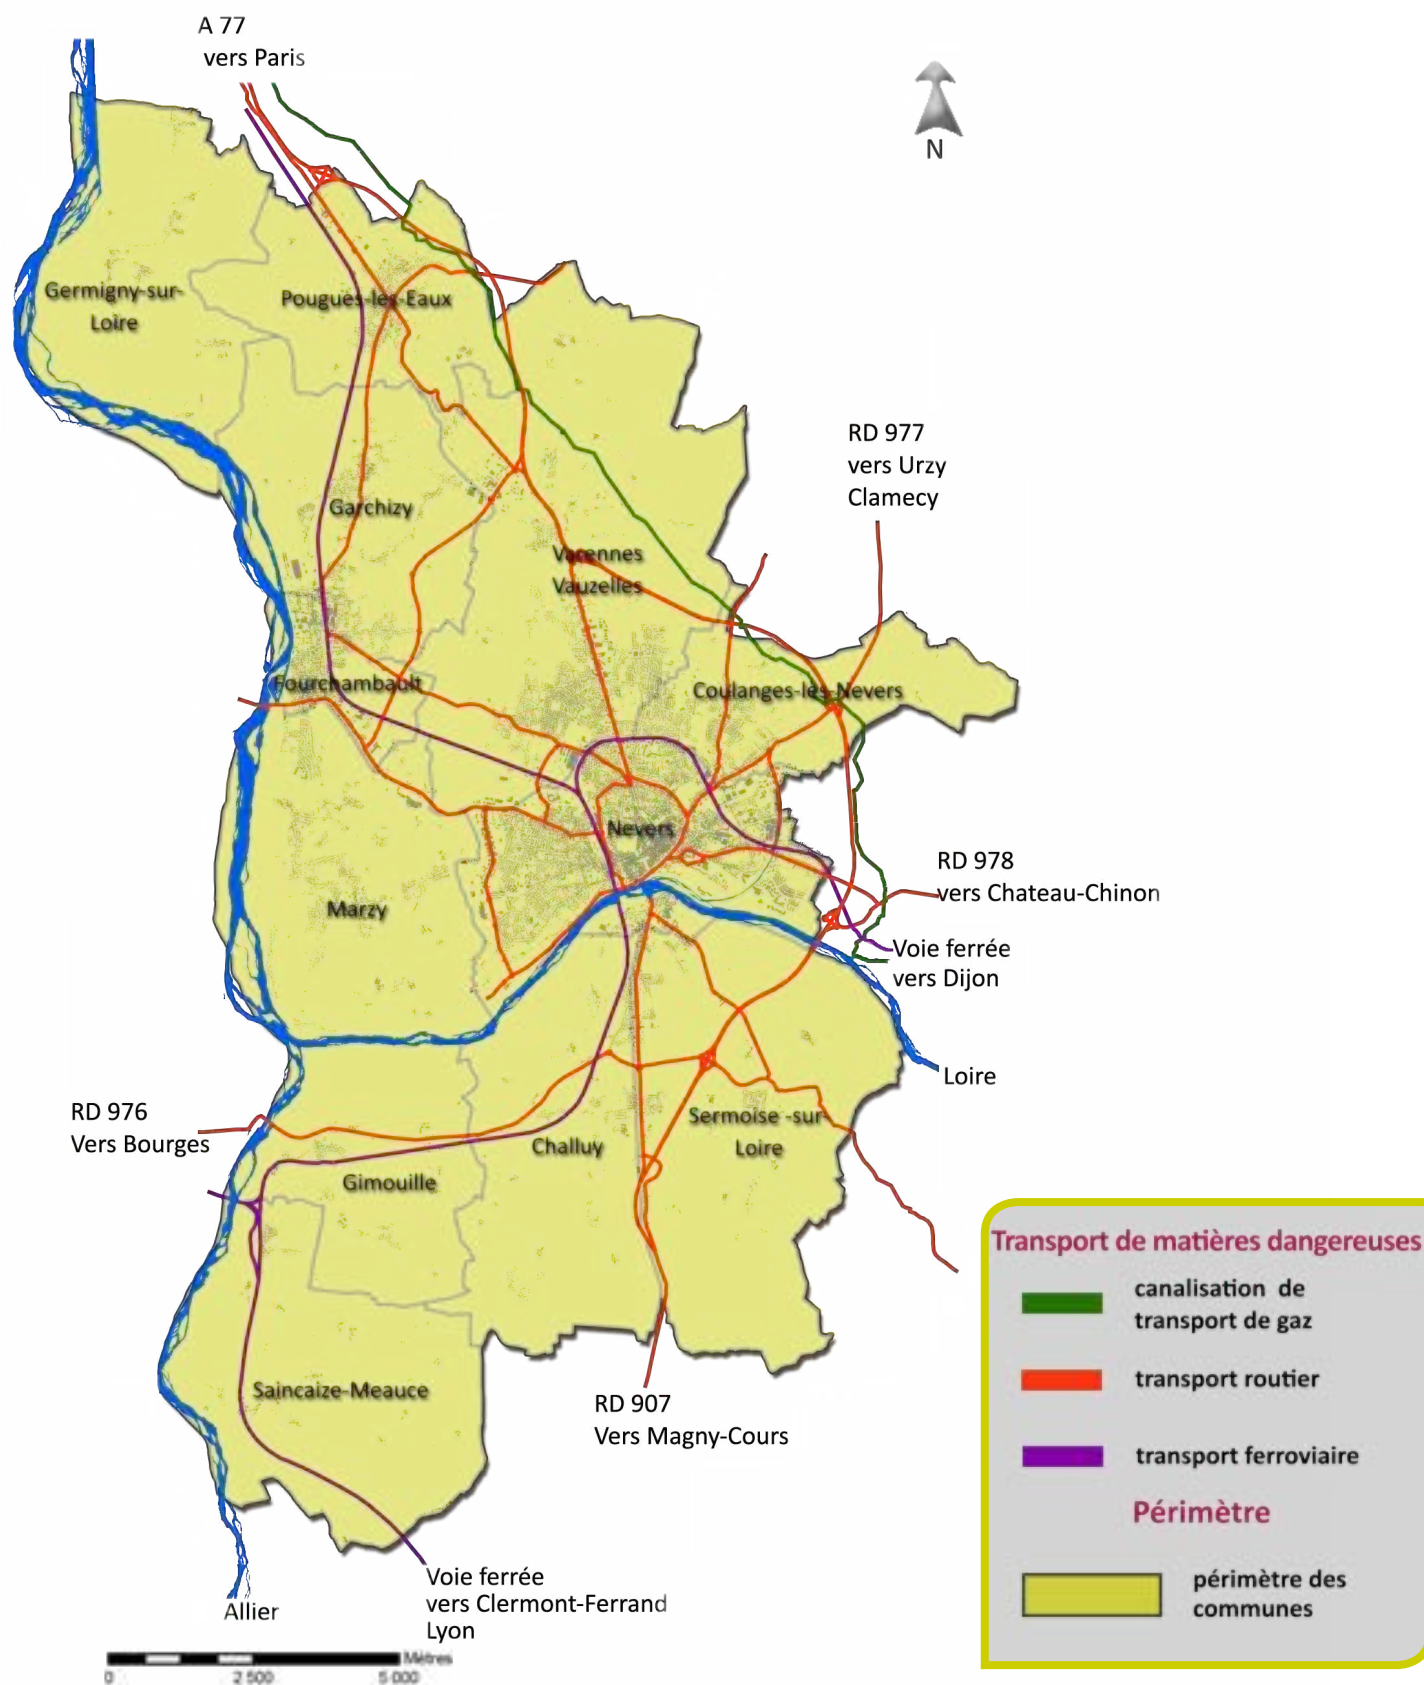 A 77
vers Paris
N
Germigny-sur-
Loire
Pougues-les-Eaux
RD 977
vers Urzy
Clamecy
Garchizy
Varennes
Vauzelles
Fourchambault
Coulanges-les-Nevers
Nevers
RD 978
vers Chateau-Chinon
Marzy
Voie ferrée
vers Dijon
Loire
RD 976
Vers Bourges
Sermoise -sur-
Loire
Challuy
Gimouille
Transport de matières dangereuses
canalisation de
transport de gaz
transport routier
transport ferroviaire
Périmètre
périmètre des
communes
Saincaize-Meauce
RD 907
Vers Magny-Cours
Voie ferrée
vers Clermont-Ferrand
Lyon
Allier
Mètres
0 2 500 5 000